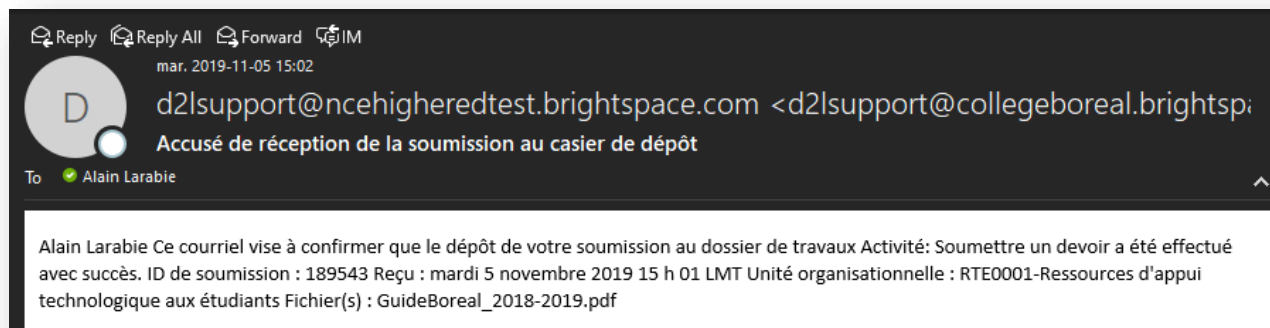 Reply Reply All Forward IM
mar. 2019-11-05 15:02
D
d2lsupport@ncehigheredtest.brightspace.com <d2lsupport@collegeboreal.brightspa
Accusé de réception de la soumission au casier de dépôt
To Alain Larabie
Alain Larabie Ce courriel vise à confirmer que le dépôt de votre soumission au dossier de travaux Activité: Soumettre un devoir a été effectué
avec succès. ID de soumission : 189543 Reçu : mardi 5 novembre 2019 15 h 01 LMT Unité organisationnelle : RTE0001-Ressources d'appui
technologique aux étudiants Fichier(s) : GuideBoreal_2018-2019.pdf